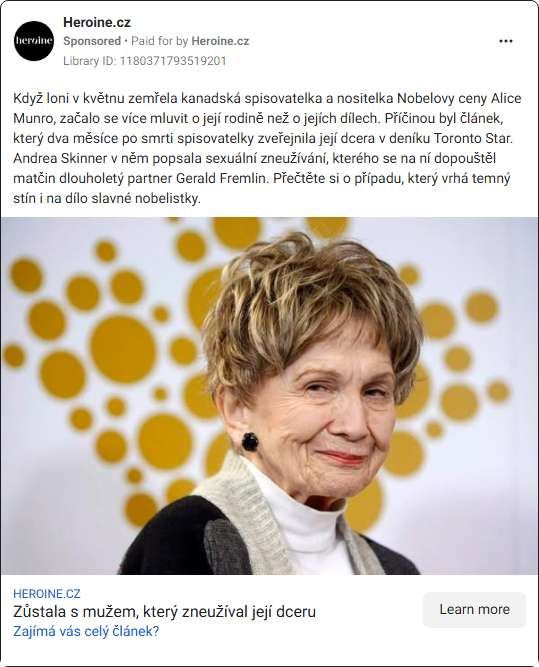 Heroine.cz
heroine
Sponsored • Paid for by Heroine.cz
Library ID: 1180371793519201
Když loni v květnu zemřela kanadská spisovatelka a nositelka Nobelovy ceny Alice
Munro, začalo se více mluvit o její rodině než o jejích dílech. Příčinou byl článek,
který dva měsíce po smrti spisovatelky zveřejnila její dcera v deníku Toronto Star.
Andrea Skinner v něm popsala sexuální zneužívání, kterého se na ní dopouštěl
matčin dlouholetý partner Gerald Fremlin. Přečtěte si o případu, který vrhá temný
stín i na dílo slavné nobelistky.
HEROINE.CZ
Zůstala s mužem, který zneužíval její dceru
Zajímá vás celý článek?
Learn more